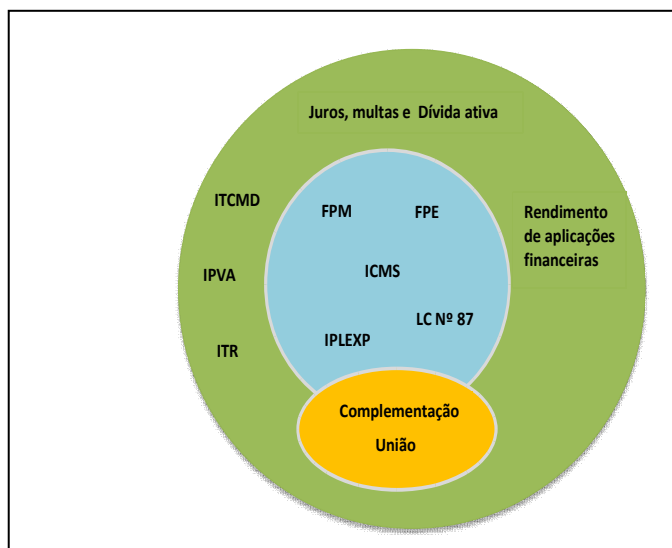 Juros, multas e Dívida ativa
ITCMD
FPM
FPE
Rendimento
de aplicações
financeiras
IPVA
ICMS
LC Nº 87
IPLEXP
ITR
Complementação
União